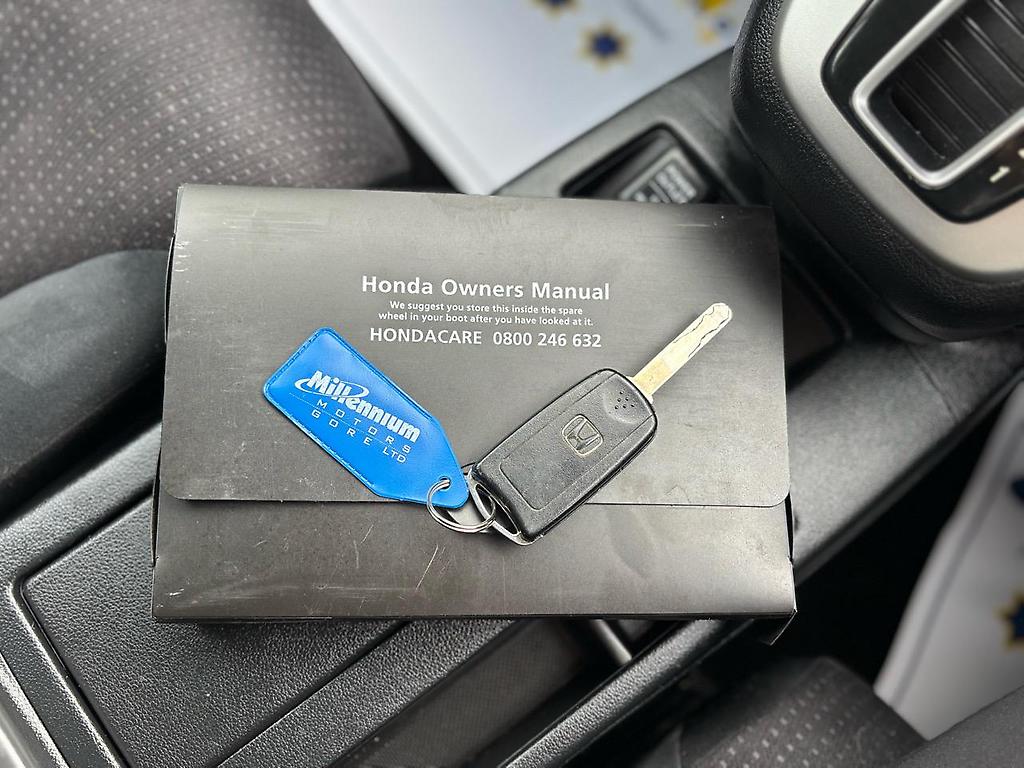 Honda Owners Manual
We suggest you store this inside the spare
wheel in your boot after you have looked at it.
HONDACARE 0800 246 632
Millennium
MOTORS
GORE LTD
1